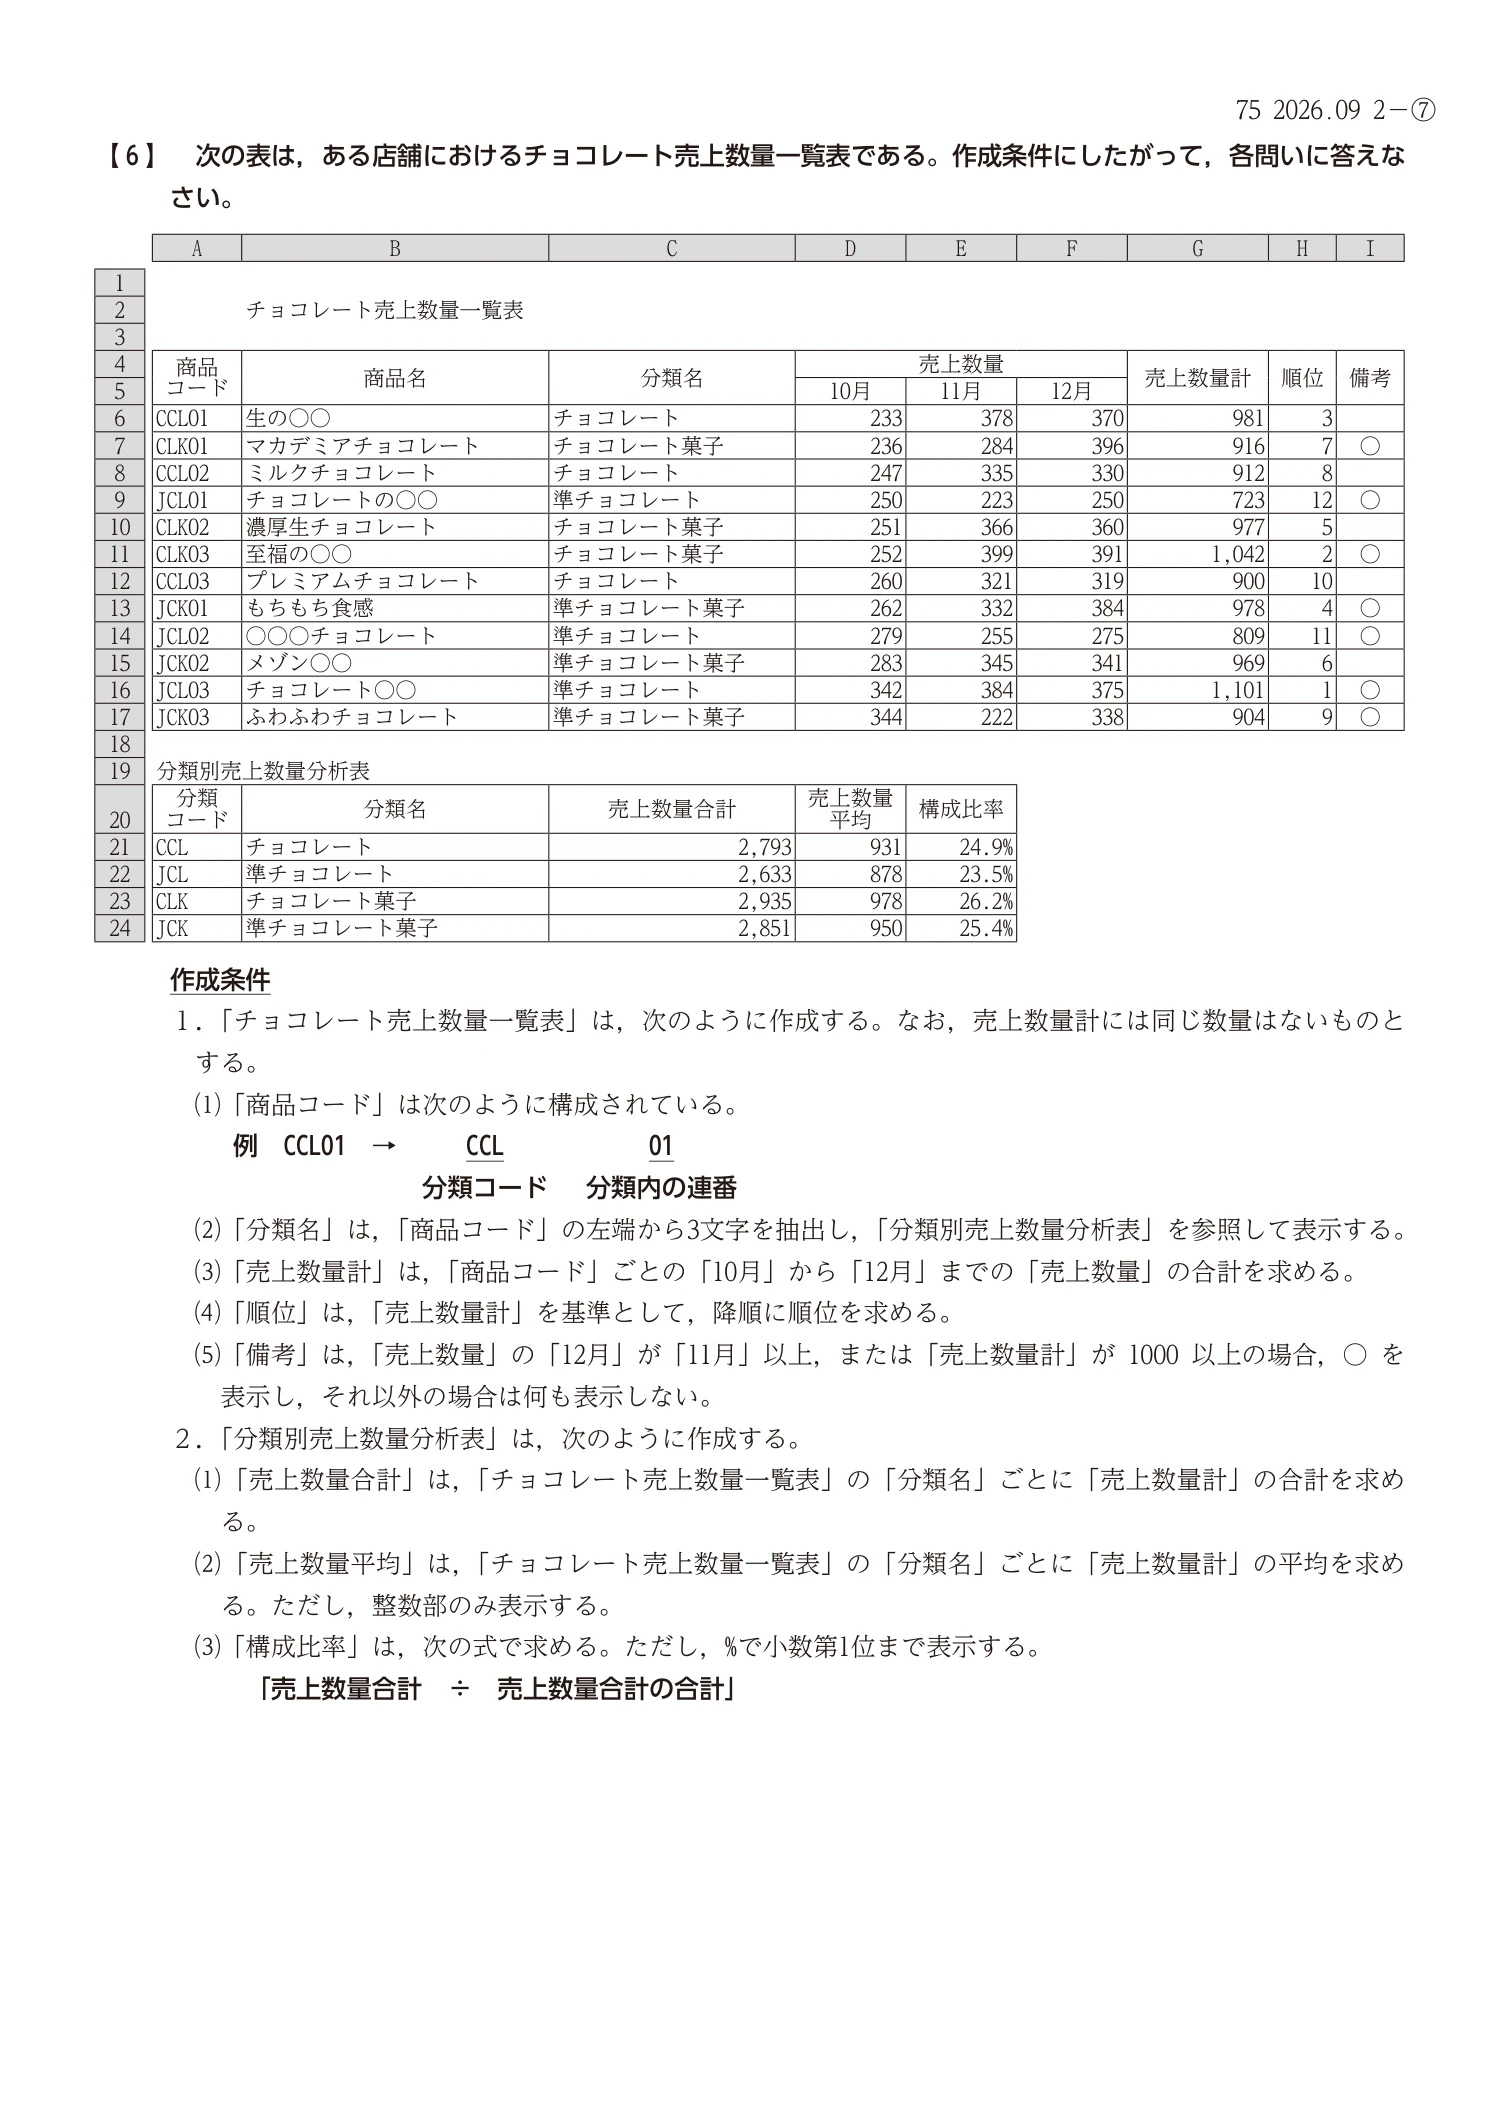 75 2026.09 2－⑦
【6】　次の表は，ある店舗におけるチョコレート売上数量一覧表である。作成条件にしたがって，各問いに答えな
さい。
A B C D E F G H I
1
2 チョコレート売上数量一覧表
3
4 商品 商品名 分類名 売上数量 売上数量計 順位 備考
5 コード 10月 11月 12月
6 CCL01 生の○○ チョコレート 233 378 370 981 3
7 CLK01 マカデミアチョコレート チョコレート菓子 236 284 396 916 7 ○
8 CCL02 ミルクチョコレート チョコレート 247 335 330 912 8
9 JCL01 チョコレートの○○ 準チョコレート 250 223 250 723 12 ○
10 CLK02 濃厚生チョコレート チョコレート菓子 251 366 360 977 5
11 CLK03 至福の○○ チョコレート菓子 252 399 391 1,042 2 ○
12 CCL03 プレミアムチョコレート チョコレート 260 321 319 900 10
13 JCK01 もちもち食感 準チョコレート菓子 262 332 384 978 4 ○
14 JCL02 ○○○チョコレート 準チョコレート 279 255 275 809 11 ○
15 JCK02 メゾン○○ 準チョコレート菓子 283 345 341 969 6
16 JCL03 チョコレート○○ 準チョコレート 342 384 375 1,101 1 ○
17 JCK03 ふわふわチョコレート 準チョコレート菓子 344 222 338 904 9 ○
18
19 分類別売上数量分析表
分類 分類名 売上数量合計 売上数量 構成比率
20 コード 平均
21 CCL チョコレート 2,793 931 24.9%
22 JCL 準チョコレート 2,633 878 23.5%
23 CLK チョコレート菓子 2,935 978 26.2%
24 JCK 準チョコレート菓子 2,851 950 25.4%
作成条件
1．「チョコレート売上数量一覧表」は，次のように作成する。なお，売上数量計には同じ数量はないものと
する。
(1)「商品コード」は次のように構成されている。
例　CCL01　→　CCL　01
分類コード　分類内の連番
(2)「分類名」は，「商品コード」の左端から3文字を抽出し，「分類別売上数量分析表」を参照して表示する。
(3)「売上数量計」は，「商品コード」ごとの「10月」から「12月」までの「売上数量」の合計を求める。
(4)「順位」は，「売上数量計」を基準として，降順に順位を求める。
(5)「備考」は，「売上数量」の「12月」が「11月」以上，または「売上数量計」が 1000 以上の場合，○ を
表示し，それ以外の場合は何も表示しない。
2．「分類別売上数量分析表」は，次のように作成する。
(1)「売上数量合計」は，「チョコレート売上数量一覧表」の「分類名」ごとに「売上数量計」の合計を求め
る。
(2)「売上数量平均」は，「チョコレート売上数量一覧表」の「分類名」ごとに「売上数量計」の平均を求め
る。ただし，整数部のみ表示する。
(3)「構成比率」は，次の式で求める。ただし，%で小数第1位まで表示する。
「売上数量合計　÷　売上数量合計の合計」